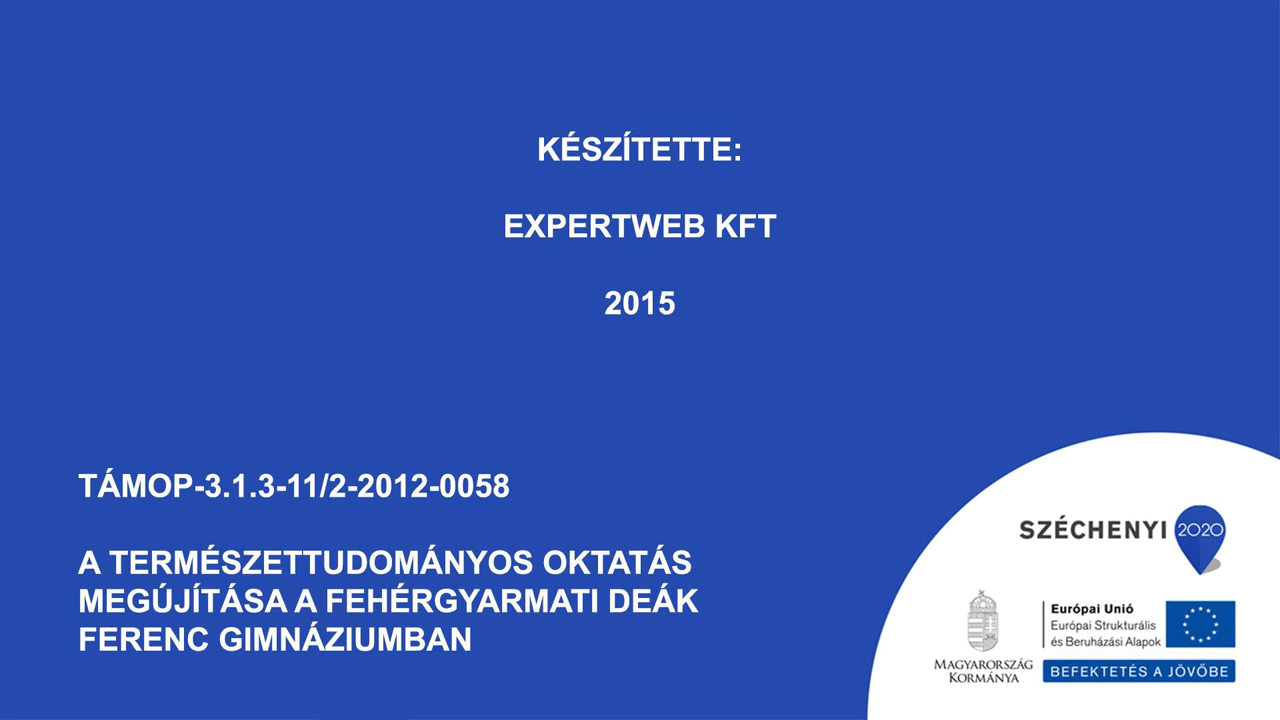 KÉSZÍTETTE:
EXPERTWEB KFT
2015
TÁMOP-3.1.3-11/2-2012-0058
A TERMÉSZETTUDOMÁNYOS OKTATÁS
MEGÚJÍTÁSA A FEHÉRGYARMATI DEÁK
FERENC GIMNÁZIUMBAN
SZÉCHENYI 2020
MAGYARORSZÁG
KORMÁNYA
Európai Unió
Európai Strukturális
és Beruházási Alapok
BEFEKTETÉS A JÖVŐBE